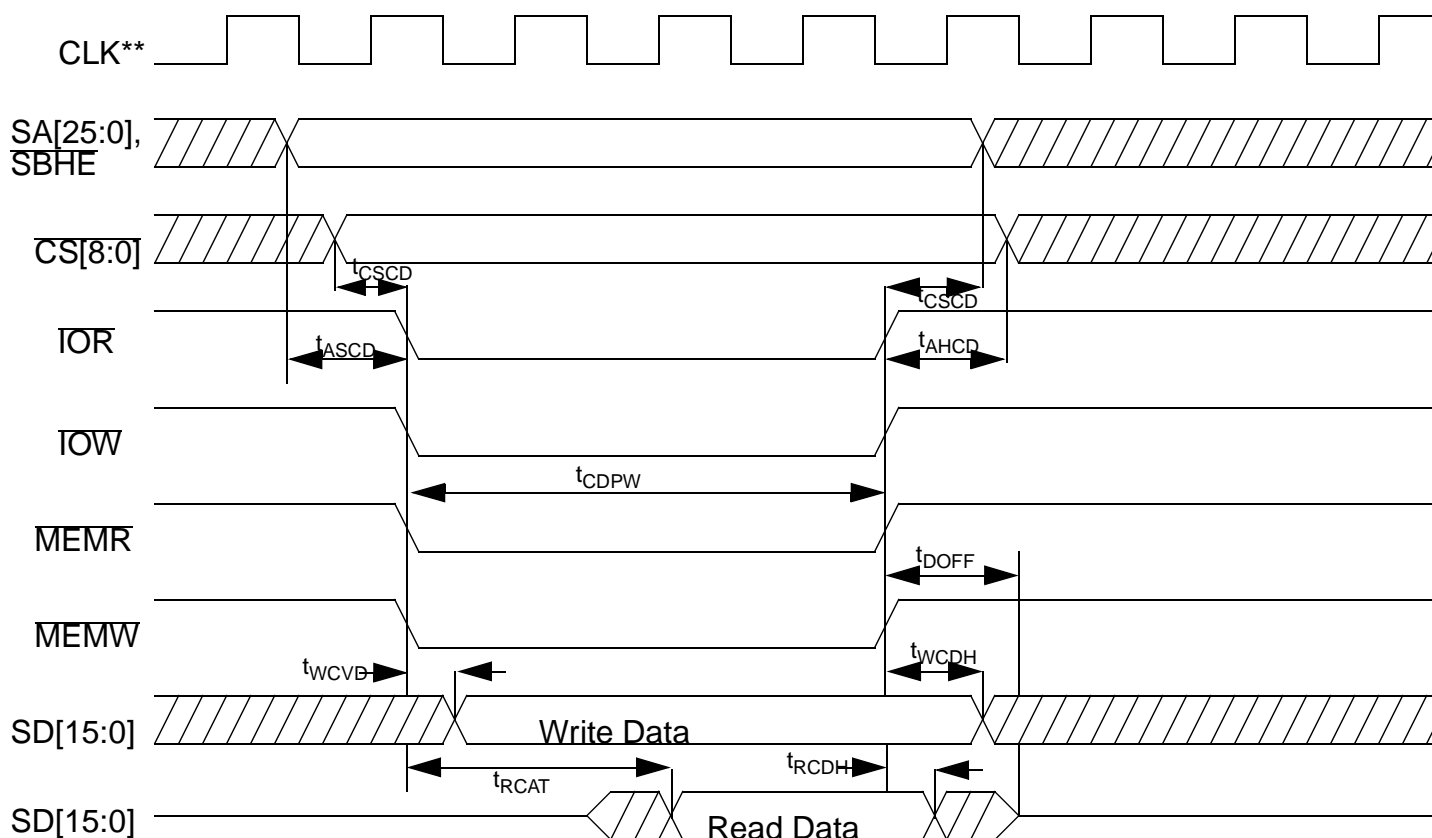 CLK**
SA[25:0],
SBHE
CS[8:0]
tCSCD
tCSCD
IOR
tASCD
tAHCD
IOW
tCDPW
MEMR
tDOFF
MEMW
tWCVD
tWCDH
SD[15:0]
Write Data
tRCAT
tRCDH
SD[15:0]
Read Data